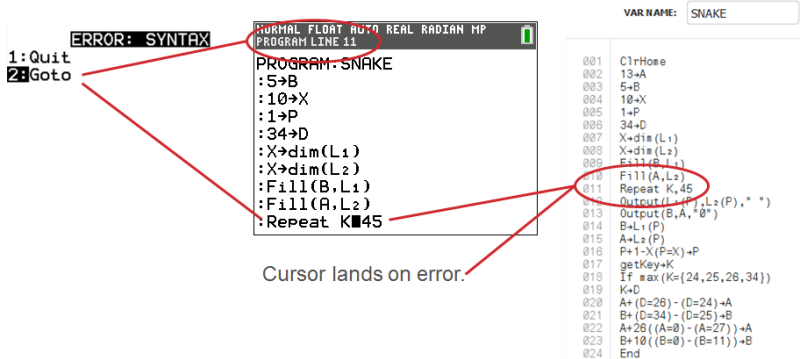 ERROR: SYNTAX
1:Quit
2:Goto
NORMAL FLOAT AUTO REAL RADIAN MP
PROGRAM LINE 11
PROGRAM:SNAKE
:5→B
:10→X
:1→P
:34→D
:X→dim(L₁)
:X→dim(L₂)
:Fill(B,L₁)
:Fill(A,L₂)
:Repeat K■45
Cursor lands on error.
VAR NAME: SNAKE
001 ClrHome
002 13→A
003 5→B
004 10→X
005 1→P
006 34→D
007 X→dim(L₁)
008 X→dim(L₂)
009 Fill(B,L₁)
010 Fill(A,L₂)
011 Repeat K,45
012 Output(L₁(P),L₂(P)," ")
013 Output(B,A,"0")
014 B→L₁(P)
015 A→L₂(P)
016 P+1-X(P=X)→P
017 getKey→K
018 If max(K={24,25,26,34})
019 K→D
020 A+(D=26)-(D=24)→A
021 B+(D=34)-(D=25)→B
022 A+26((A=0)-(A=27))→A
023 B+10((B=0)-(B=11))→B
024 End